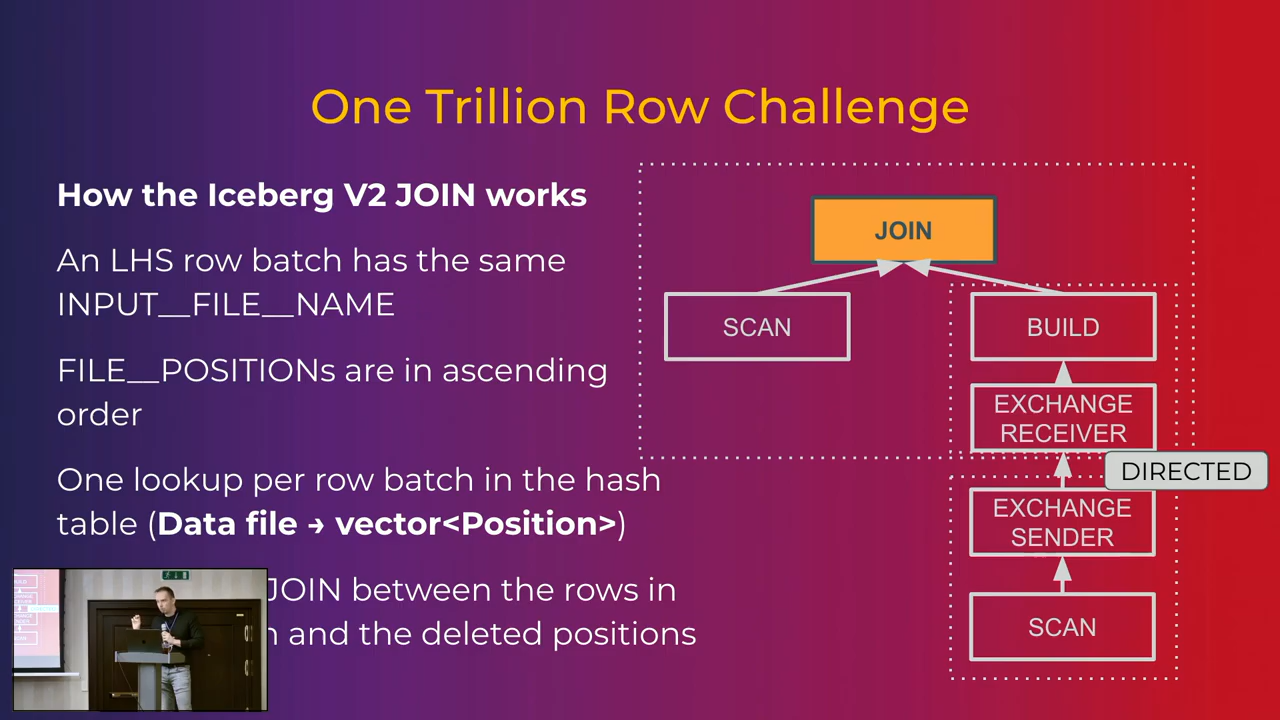 One Trillion Row Challenge
How the Iceberg V2 JOIN works
An LHS row batch has the same
INPUT__FILE__NAME
FILE__POSITIONs are in ascending
order
One lookup per row batch in the hash
table (Data file → vector<Position>)
JOIN between the rows in
and the deleted positions
JOIN
SCAN
BUILD
EXCHANGE
RECEIVER
DIRECTED
EXCHANGE
SENDER
SCAN